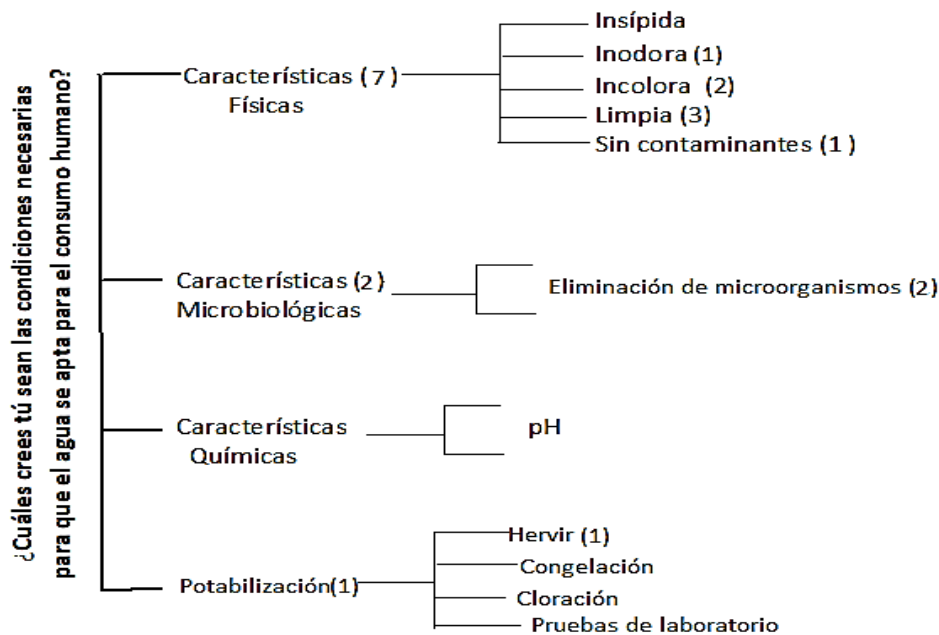 ¿Cuáles crees tú sean las condiciones necesarias
para que el agua se apta para el consumo humano?
Características (7)
Físicas
Insípida
Inodora (1)
Incolora (2)
Limpia (3)
Sin contaminantes (1)
Características (2)
Microbiológicas
Eliminación de microorganismos (2)
Características
Químicas
pH
Potabilización(1)
Hervir (1)
Congelación
Cloración
Pruebas de laboratorio